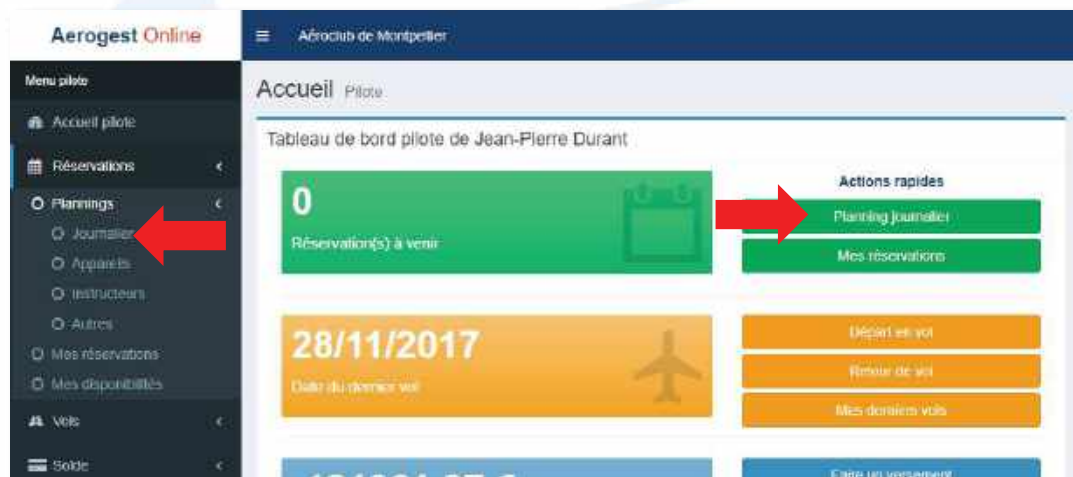 Aerogest Online
Aéroclub de Montpellier
Menu pilote
Accueil pilote
Réservations
Plannings
Journalier
Appareils
Instructeurs
Autres
Mes réservations
Mes disponibilités
Vols
Solde
Accueil Pilote
Tableau de bord pilote de Jean-Pierre Durant
0
Réservation(s) à venir
Actions rapides
Planning journalier
Mes réservations
28/11/2017
Date du dernier vol
Départ en vol
Retour de vol
Mes derniers vols
Faire un versement